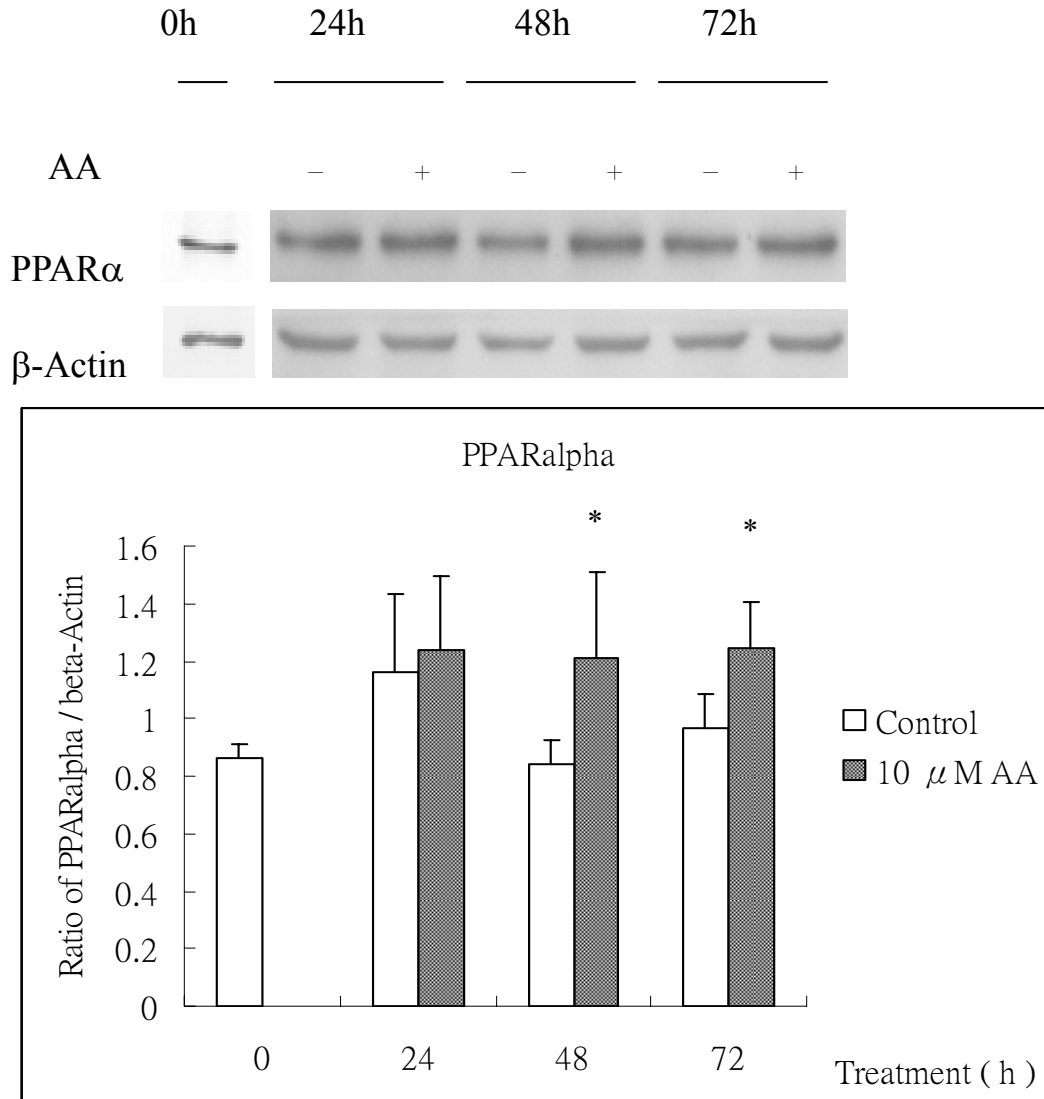 0h 24h 48h 72h
AA − + − + − +
PPARα
β-Actin
PPARalpha
* *
1.6
1.4
1.2
1
0.8
0.6
0.4
0.2
0
Ratio of PPARalpha / beta-Actin
Control
10 μM AA
0 24 48 72
Treatment ( h )